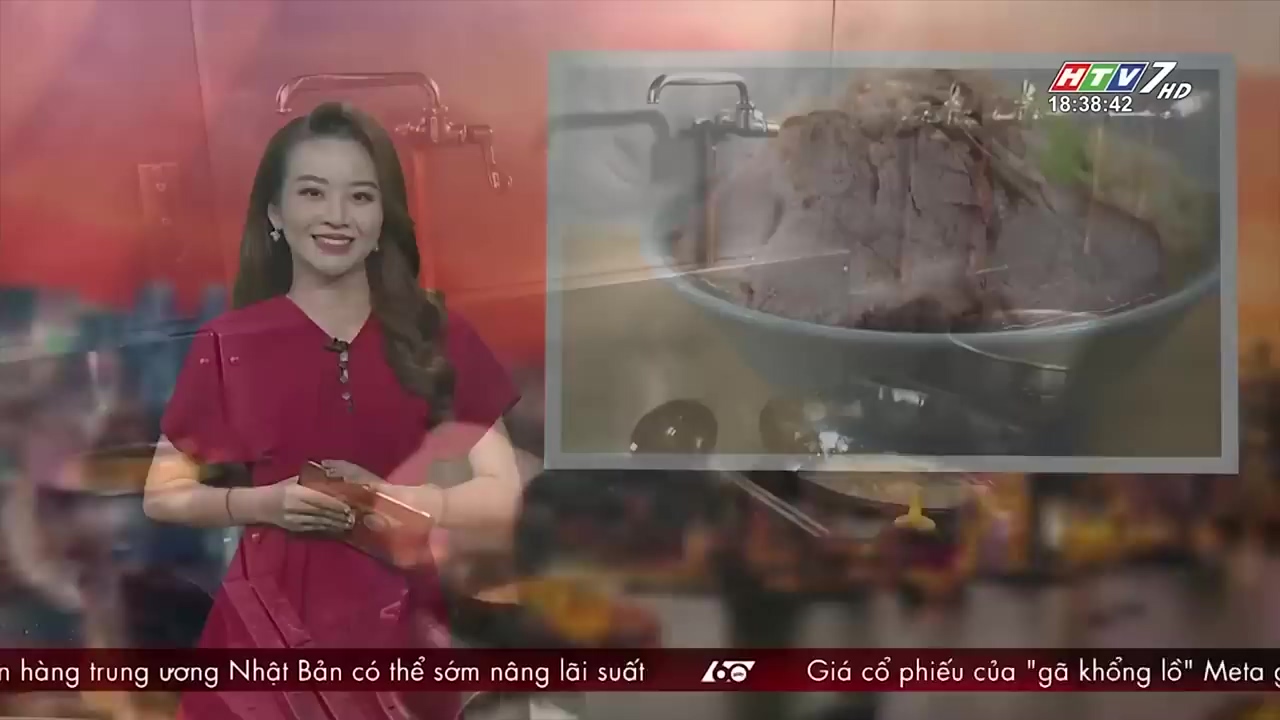 HTV7 HD
18:38:42
n hàng trung ương Nhật Bản có thể sớm nâng lãi suất 60 Giá cổ phiếu của "gã khổng lồ" Meta g